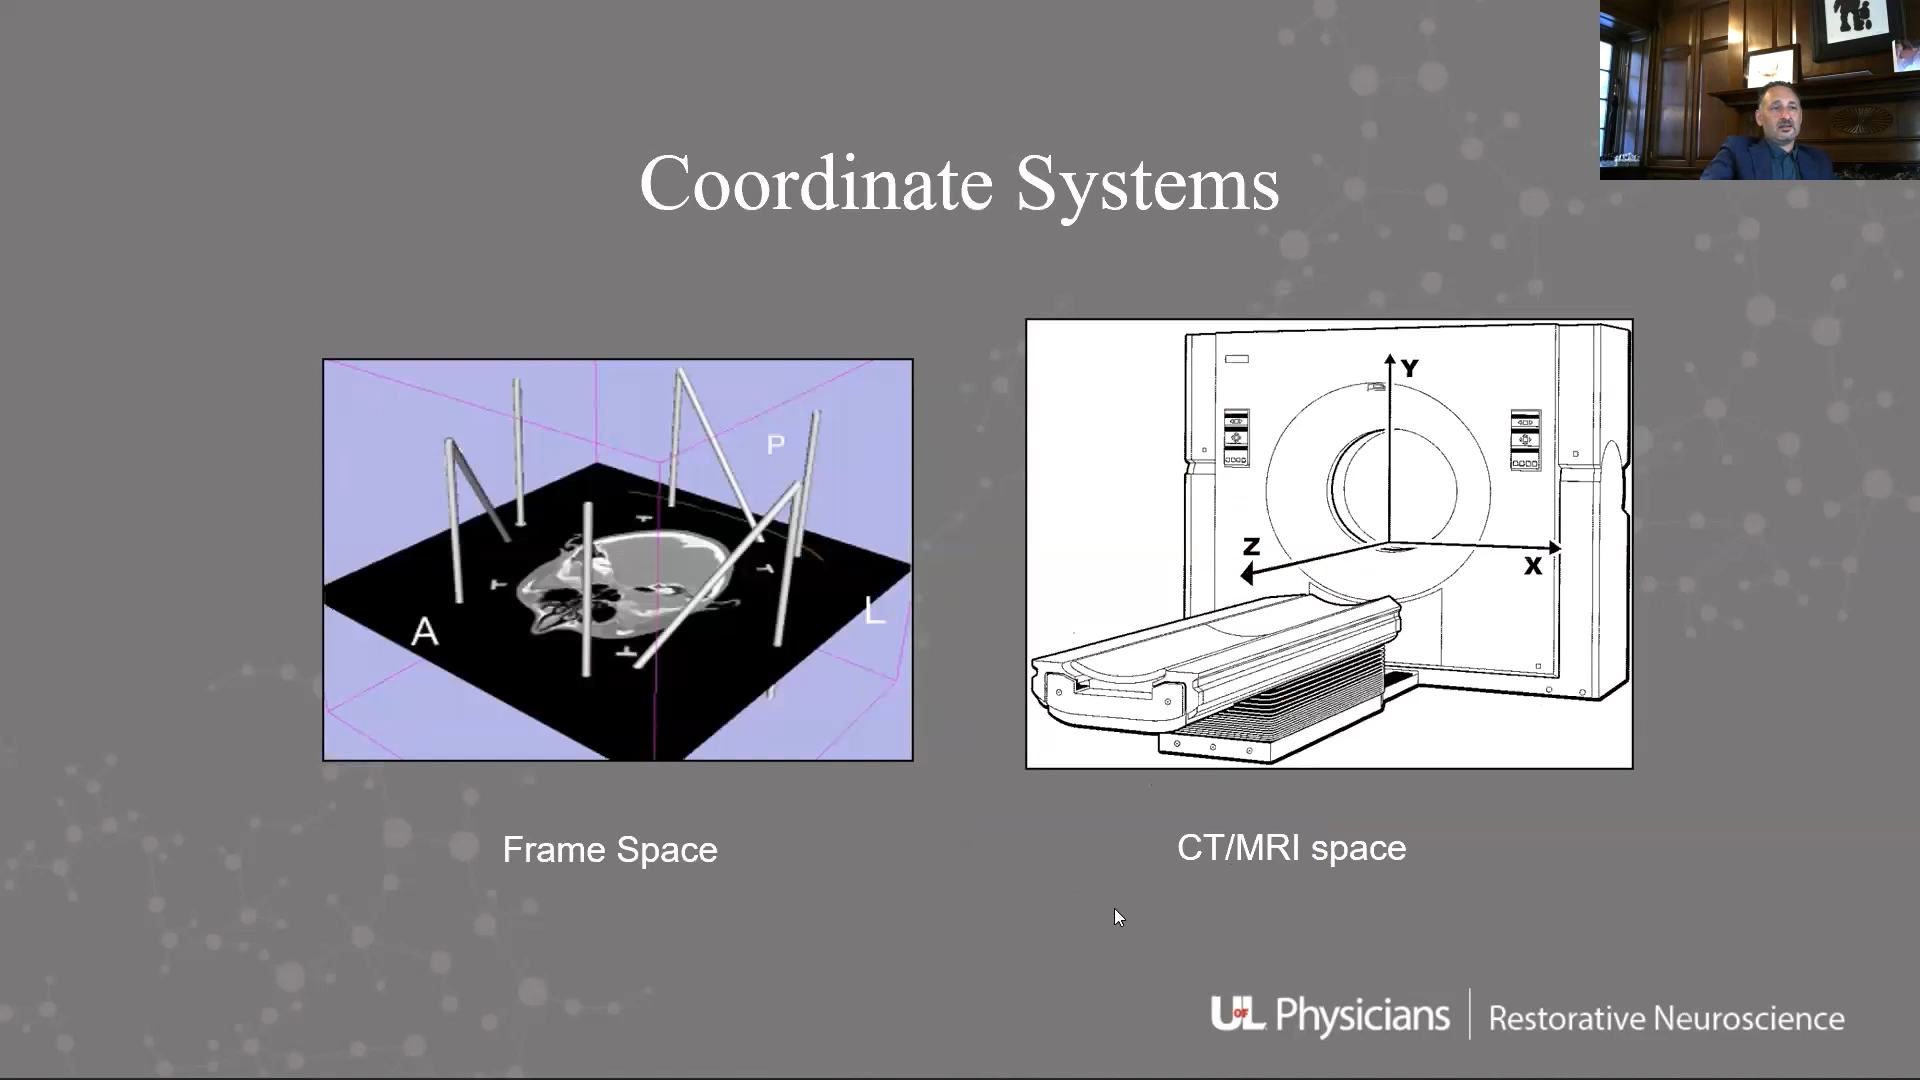 Coordinate Systems
P
A
L
Y
Z
X
Frame Space
CT/MRI space
UofL Physicians | Restorative Neuroscience